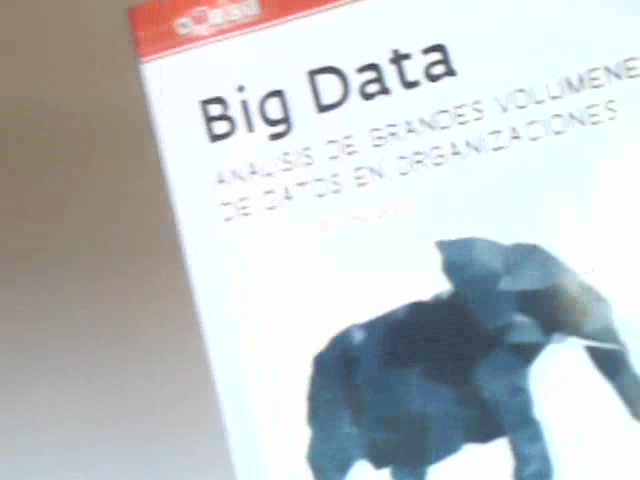 Big Data
ANALISIS DE GRANDES VOLUMENE
DE DATOS EN ORGANIZACIONES